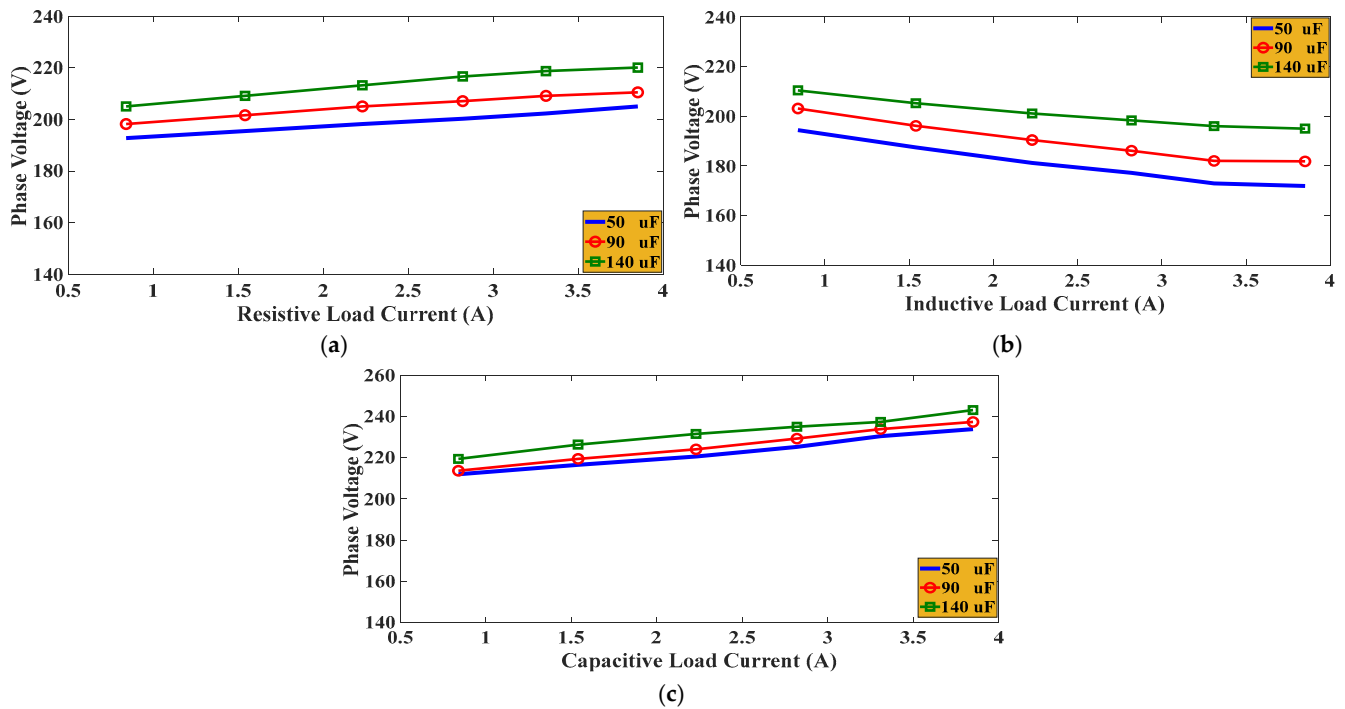 240
220
200
180
160
140
Phase Voltage (V)
0.5 1 1.5 2 2.5 3 3.5 4
Resistive Load Current (A)
50 uF
90 uF
140 uF
(a)
240
220
200
180
160
140
Phase Voltage (V)
0.5 1 1.5 2 2.5 3 3.5 4
Inductive Load Current (A)
50 uF
90 uF
140 uF
(b)
260
240
220
200
180
160
140
Phase Voltage (V)
0.5 1 1.5 2 2.5 3 3.5 4
Capacitive Load Current (A)
50 uF
90 uF
140 uF
(c)